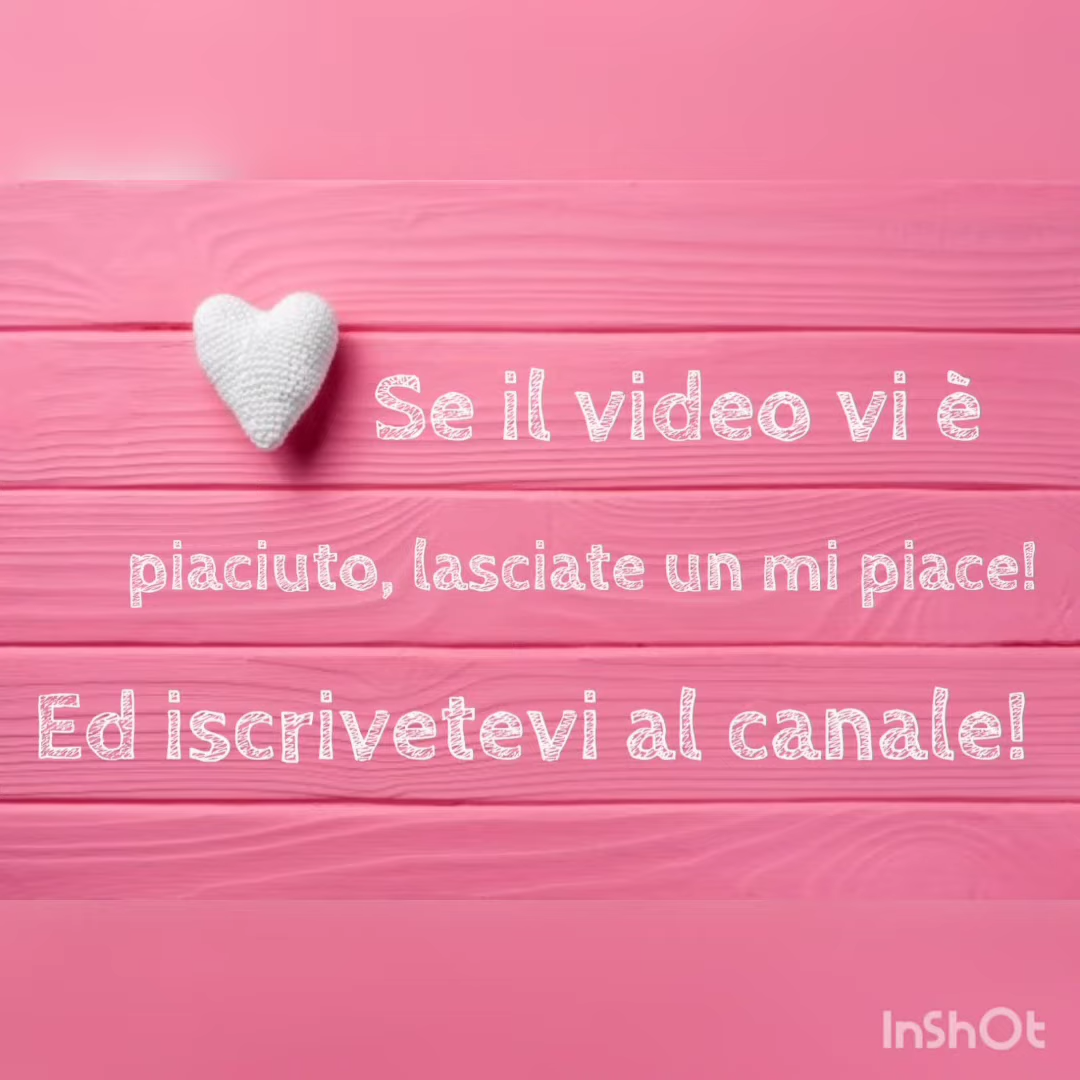 Se il video vi è
piaciuto, lasciate un mi piace!
Ed iscrivetevi al canale!
InShOt